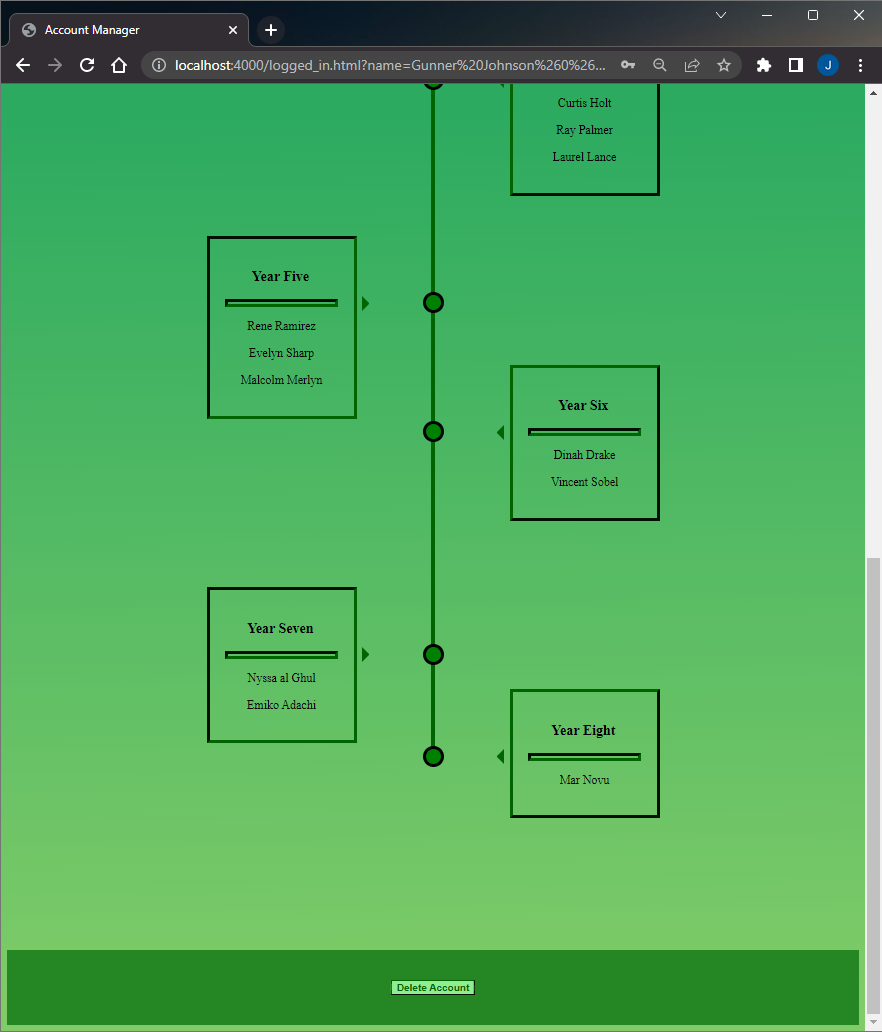 Account Manager
localhost:4000/logged_in.html?name=Gunner%20Johnson%260%26...
J
Curtis Holt
Ray Palmer
Laurel Lance
Year Five
Rene Ramirez
Evelyn Sharp
Malcolm Merlyn
Year Six
Dinah Drake
Vincent Sobel
Year Seven
Nyssa al Ghul
Emiko Adachi
Year Eight
Mar Novu
Delete Account